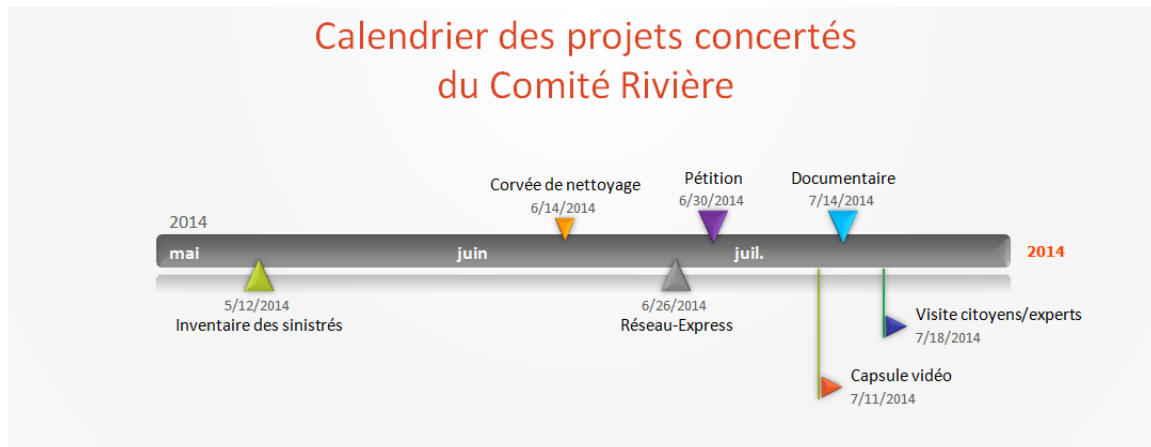 Calendrier des projets concertés
du Comité Rivière
Corvée de nettoyage
6/14/2014
Pétition
6/30/2014
Documentaire
7/14/2014
2014
mai
juin
juil.
2014
5/12/2014
Inventaire des sinistrés
6/26/2014
Réseau-Express
Visite citoyens/experts
7/18/2014
Capsule vidéo
7/11/2014